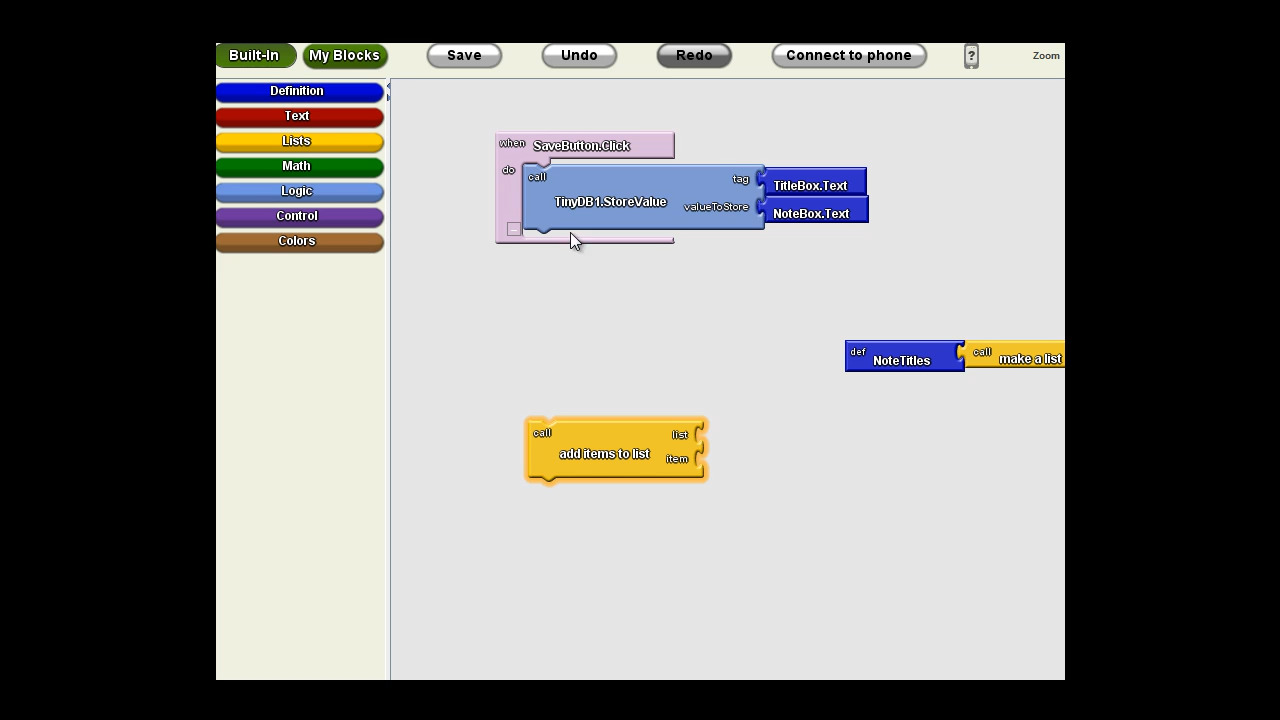 Built-In My Blocks Save Undo Redo Connect to phone ? Zoom
Definition
Text
Lists
Math
Logic
Control
Colors
when SaveButton.Click
do call tag TitleBox.Text
TinyDB1.StoreValue valueToStore NoteBox.Text
def NoteTitles call make a list
call list
add items to list item